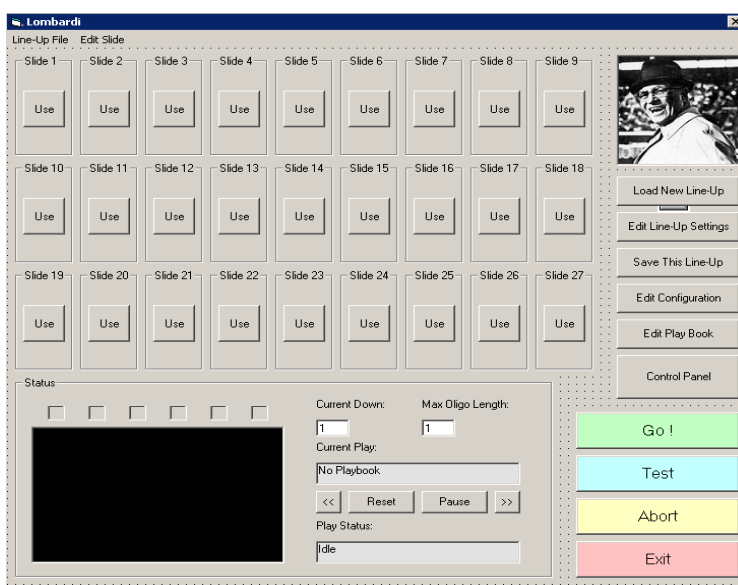 Lombardi
Line-Up File Edit Slide
Slide 1 Slide 2 Slide 3 Slide 4 Slide 5 Slide 6 Slide 7 Slide 8 Slide 9
Use Use Use Use Use Use Use Use Use
Slide 10 Slide 11 Slide 12 Slide 13 Slide 14 Slide 15 Slide 16 Slide 17 Slide 18
Use Use Use Use Use Use Use Use Use
Slide 19 Slide 20 Slide 21 Slide 22 Slide 23 Slide 24 Slide 25 Slide 26 Slide 27
Use Use Use Use Use Use Use Use Use
Load New Line-Up
Edit Line-Up Settings
Save This Line-Up
Edit Configuration
Edit Play Book
Control Panel
Status
Current Down: Max Oligo Length:
1 1
Current Play:
No Playbook
<< Reset Pause >>
Play Status:
Idle
Go !
Test
Abort
Exit